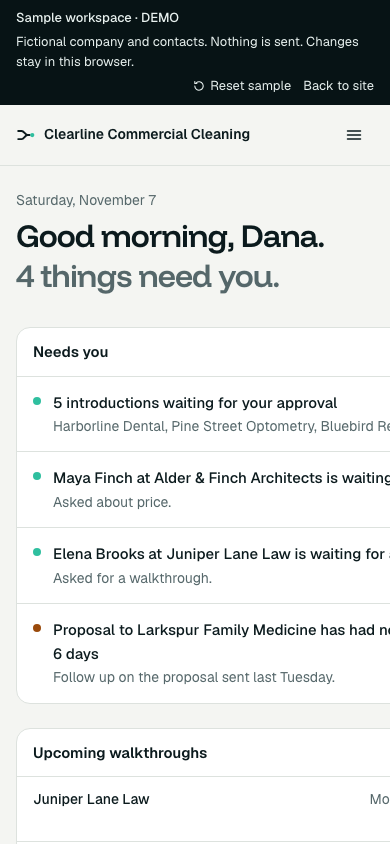 Sample workspace · DEMO
Fictional company and contacts. Nothing is sent. Changes
stay in this browser.
Reset sample Back to site
Clearline Commercial Cleaning
Saturday, November 7
Good morning, Dana.
4 things need you.
Needs you
5 introductions waiting for your approval
Harborline Dental, Pine Street Optometry, Bluebird
Maya Finch at Alder & Finch Architects is waiting
Asked about price.
Elena Brooks at Juniper Lane Law is waiting for
Asked for a walkthrough.
Proposal to Larkspur Family Medicine has had
6 days
Follow up on the proposal sent last Tuesday.
Upcoming walkthroughs
Juniper Lane Law